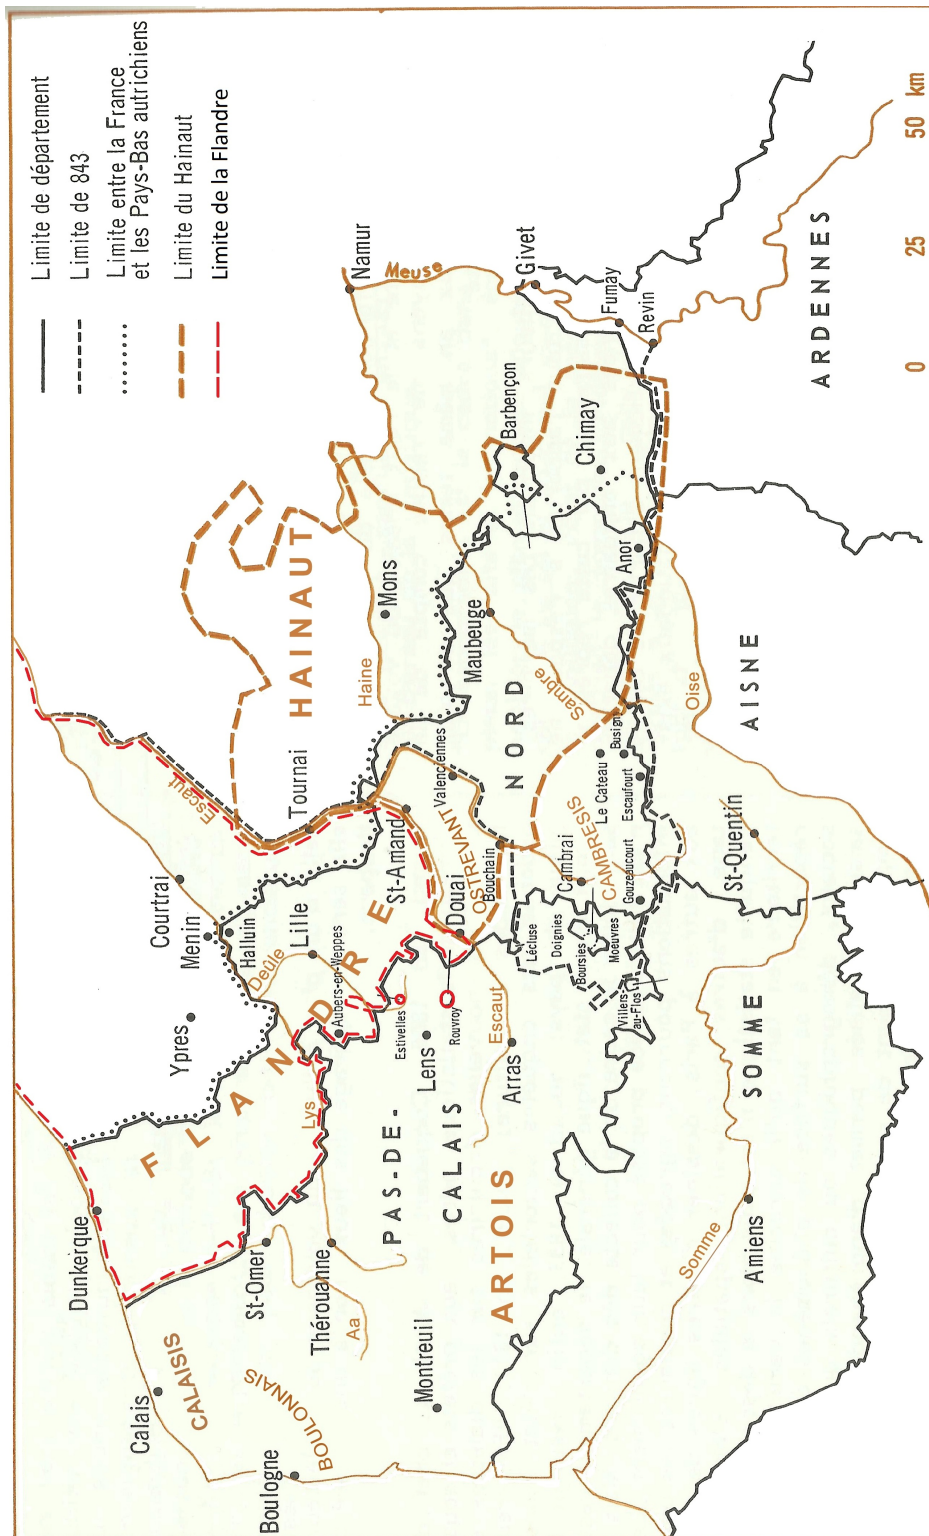 Limite de département
Limite de 843
Limite entre la France
et les Pays-Bas autrichiens
Limite du Hainaut
Limite de la Flandre
Dunkerque
Calais
CALAISIS
Boulogne
BOULONNAIS
St-Omer
Thérouanne
Aa
Montreuil
FLANDRE
Ypres
Courtrai
Menin
Halluin
Lille
Deûle
Lys
Aubers-en-Weppes
Estivelles
Rouvroy
Lens
PAS-DE-
CALAIS
ARTOIS
Arras
Escaut
Escaut
Tournai
HAINAUT
Haine
Mons
St-Amand
Valenciennes
Douai
OSTREVANT
Bouchain
NORD
Maubeuge
Sambre
Namur
Meuse
Givet
Fumay
Revin
Barbençon
Chimay
Anor
Cambrai
CAMBRESIS
Le Cateau
Busign
Escaufourt
Gouzeaucourt
Lécluse
Doignies
Boursies
Moeuvres
Villers-
au-Flos
St-Quentin
Oise
AISNE
ARDENNES
SOMME
Somme
Amiens
0 25 50 km